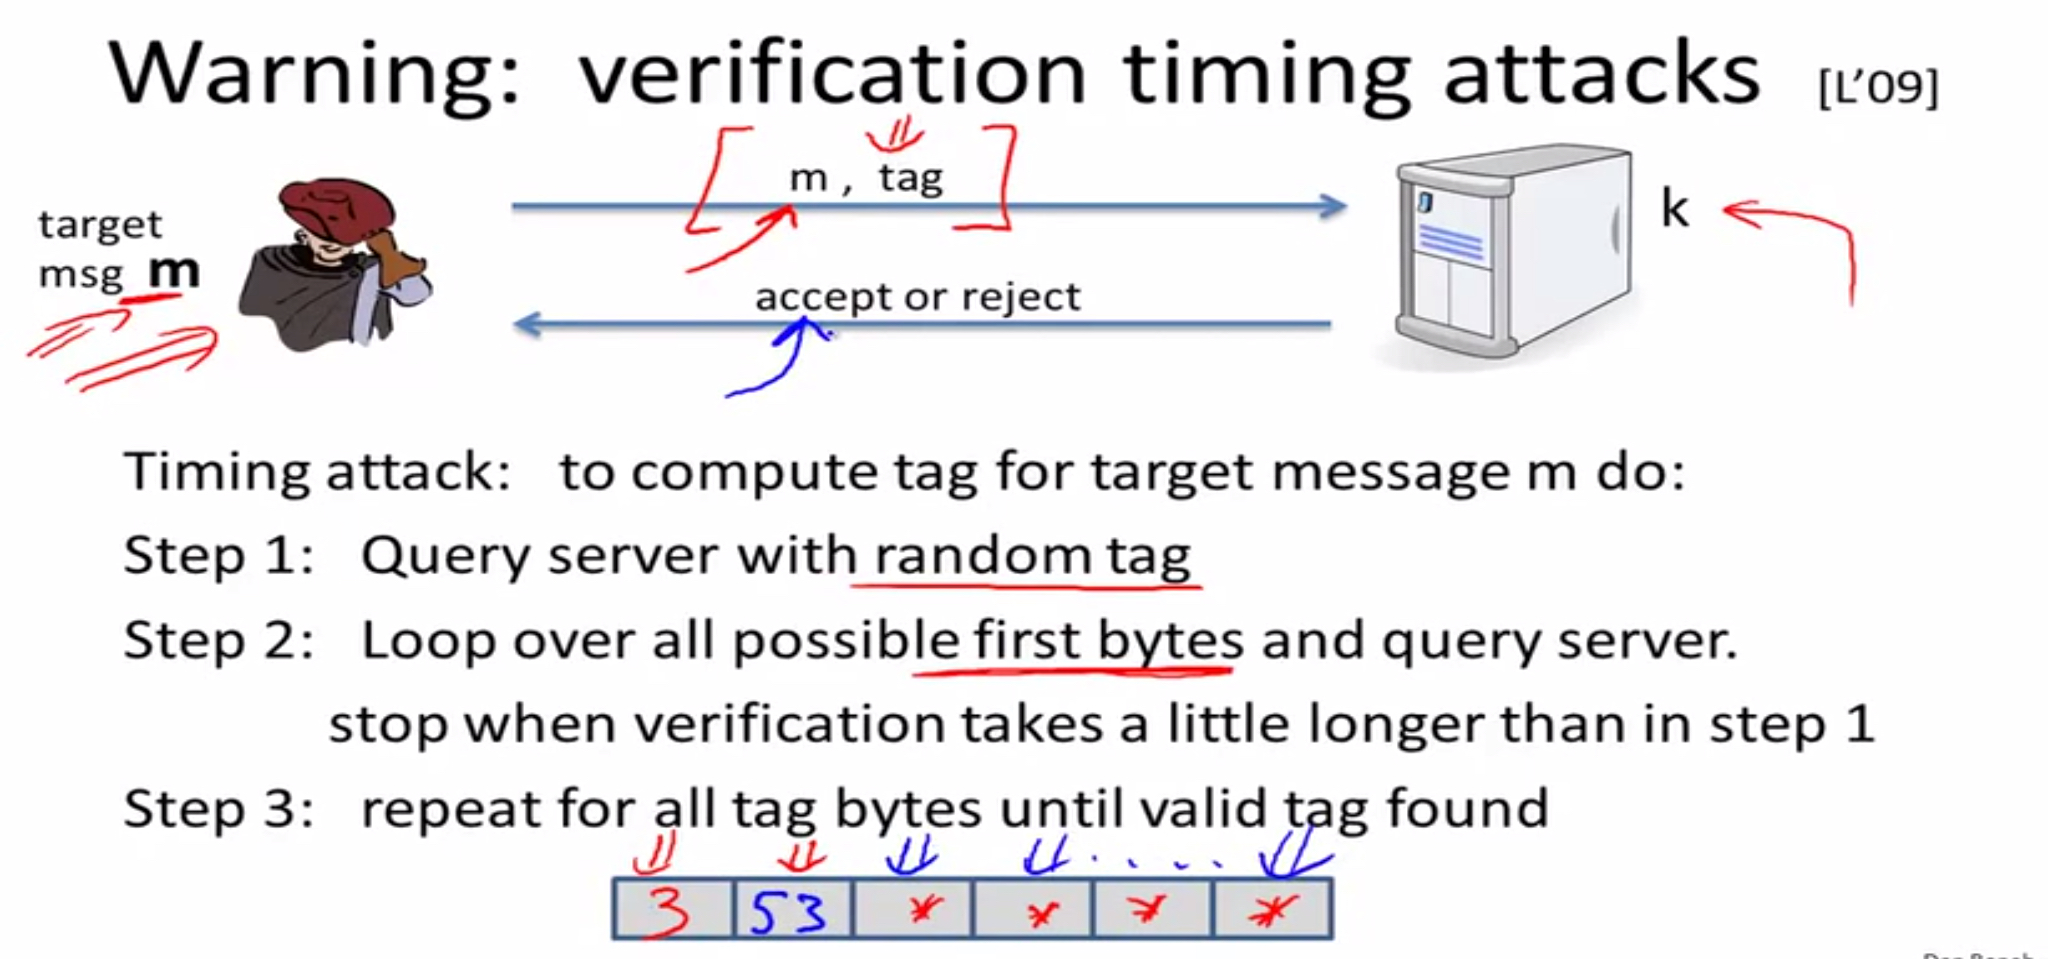 Warning: verification timing attacks [L'09]
m , tag
target
msg m
k
accept or reject
Timing attack: to compute tag for target message m do:
Step 1: Query server with random tag
Step 2: Loop over all possible first bytes and query server.
stop when verification takes a little longer than in step 1
Step 3: repeat for all tag bytes until valid tag found
3 53 * * * *